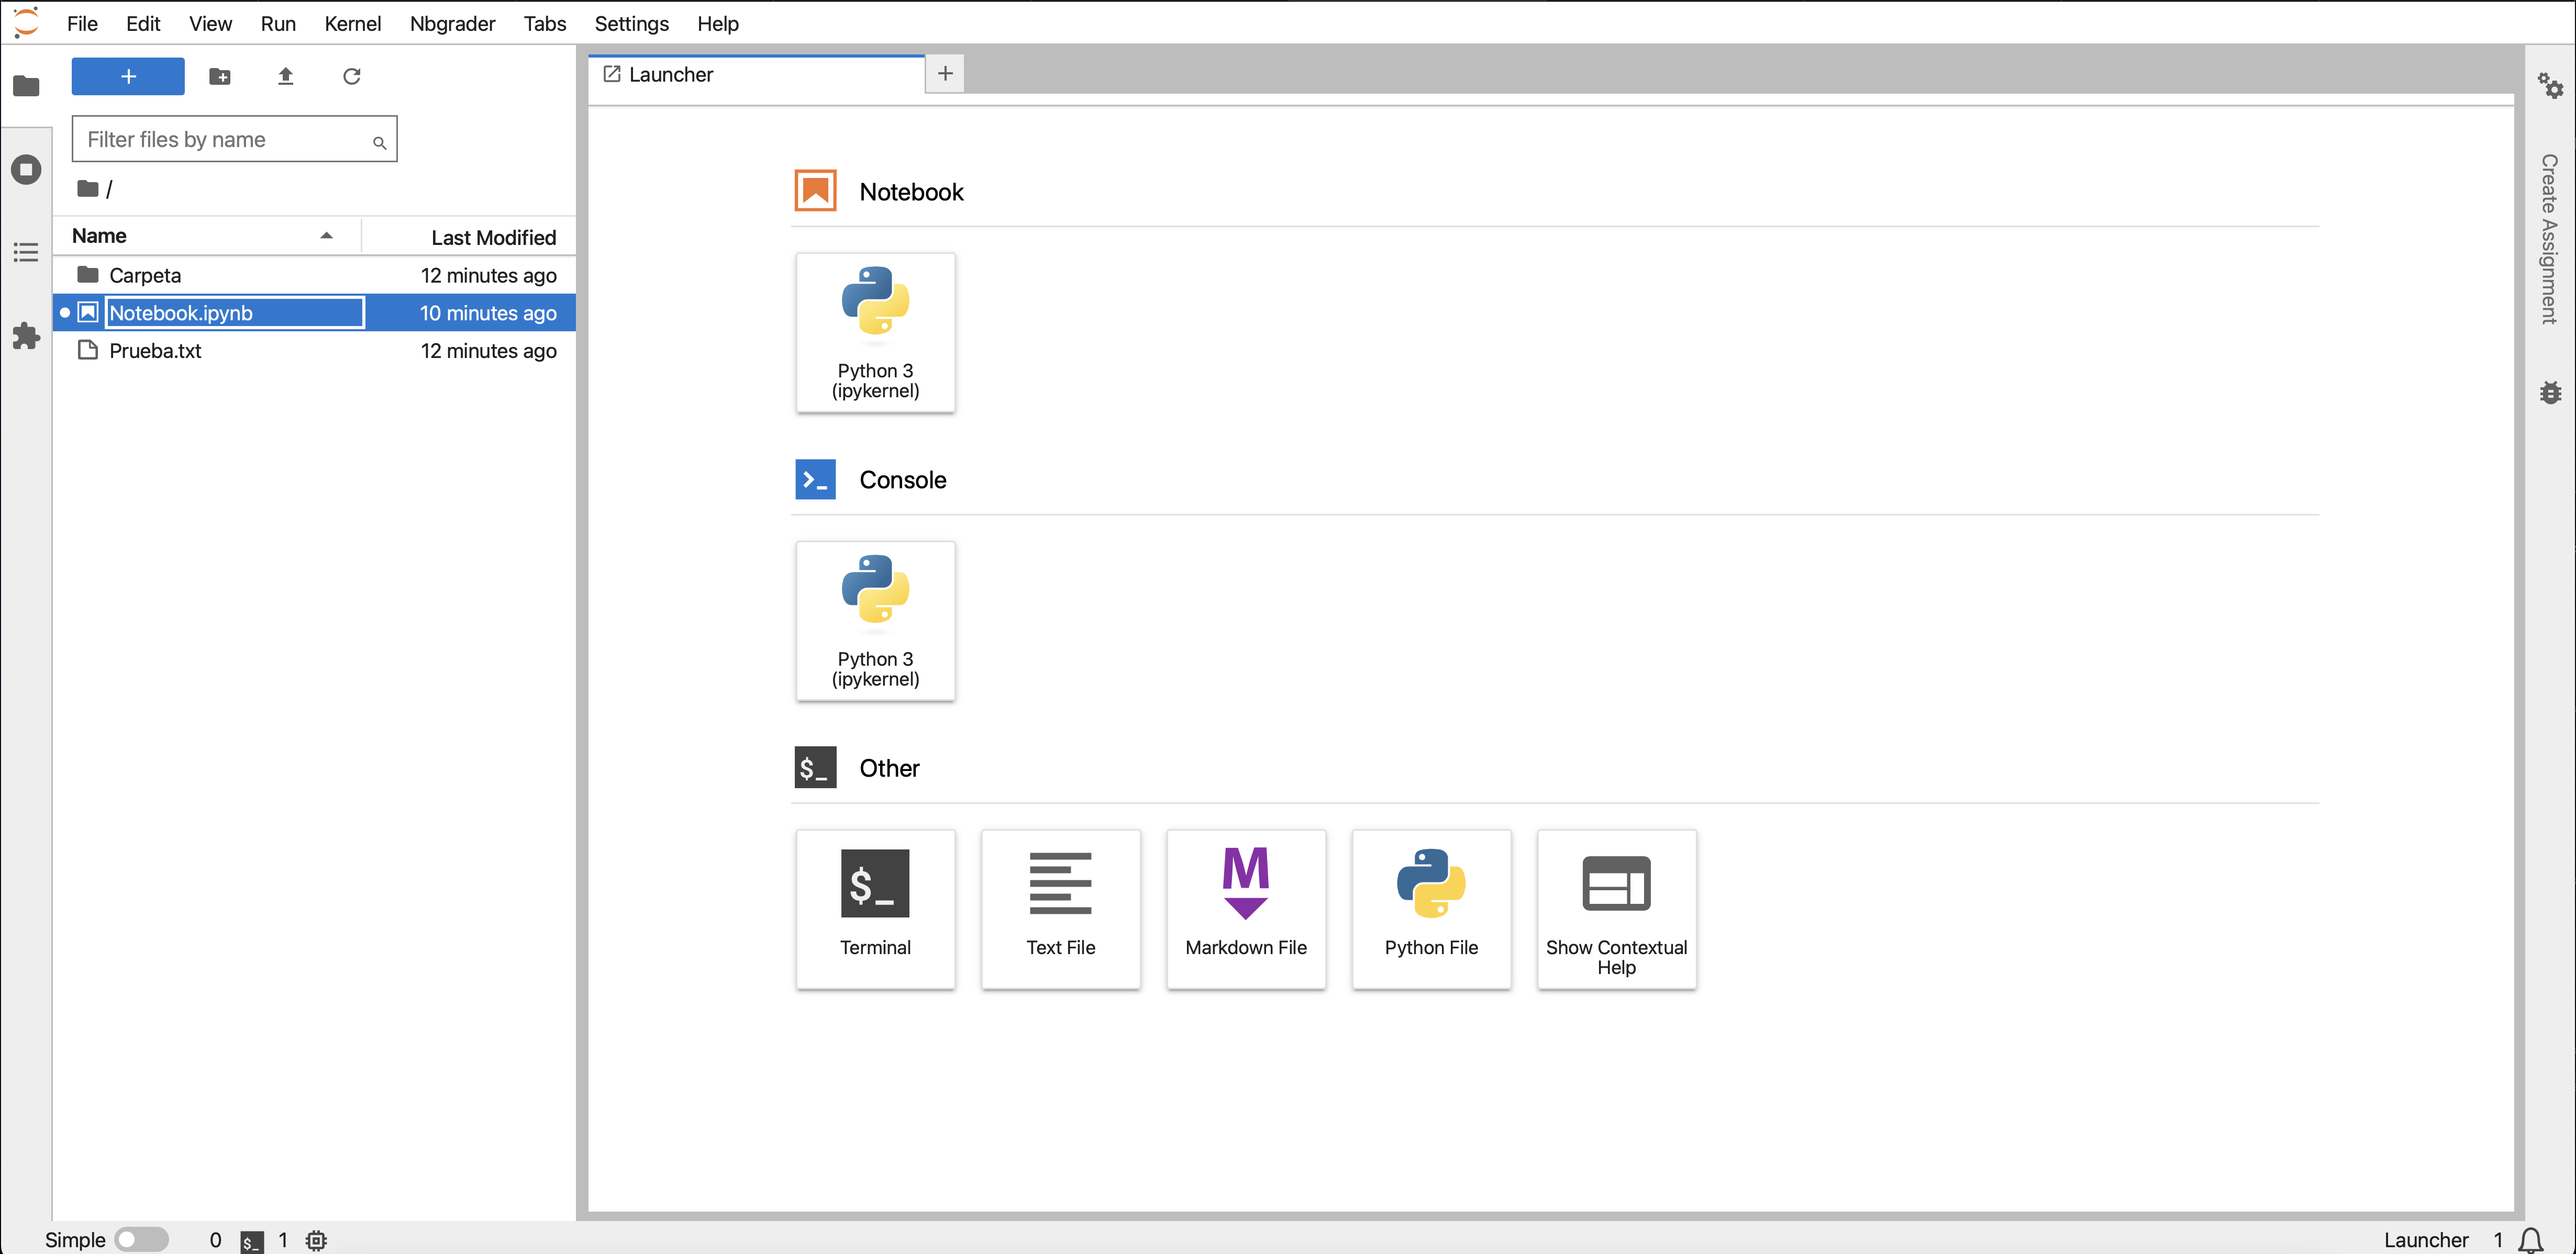 File Edit View Run Kernel Nbgrader Tabs Settings Help
+
Filter files by name
/
Name Last Modified
Carpeta 12 minutes ago
Notebook.ipynb 10 minutes ago
Prueba.txt 12 minutes ago
Launcher +
Notebook
Python 3
(ipykernel)
>_ Console
Python 3
(ipykernel)
$_ Other
$_
Terminal
Text File
M
Markdown File
Python File
Show Contextual
Help
Create Assignment
Simple 0 $_ 1
Launcher 1